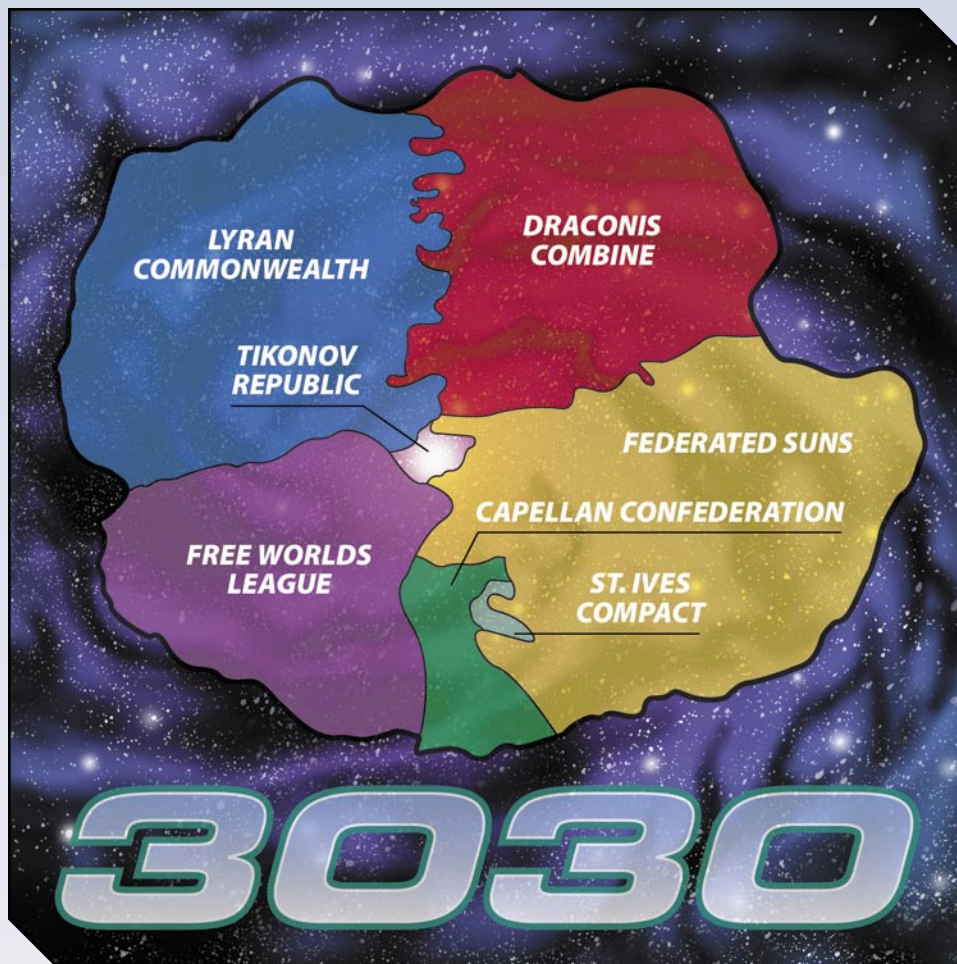 LYRAN
COMMONWEALTH
DRACONIS
COMBINE
TIKONOV
REPUBLIC
FEDERATED SUNS
CAPELLAN CONFEDERATION
FREE WORLDS
LEAGUE
ST. IVES
COMPACT
3030